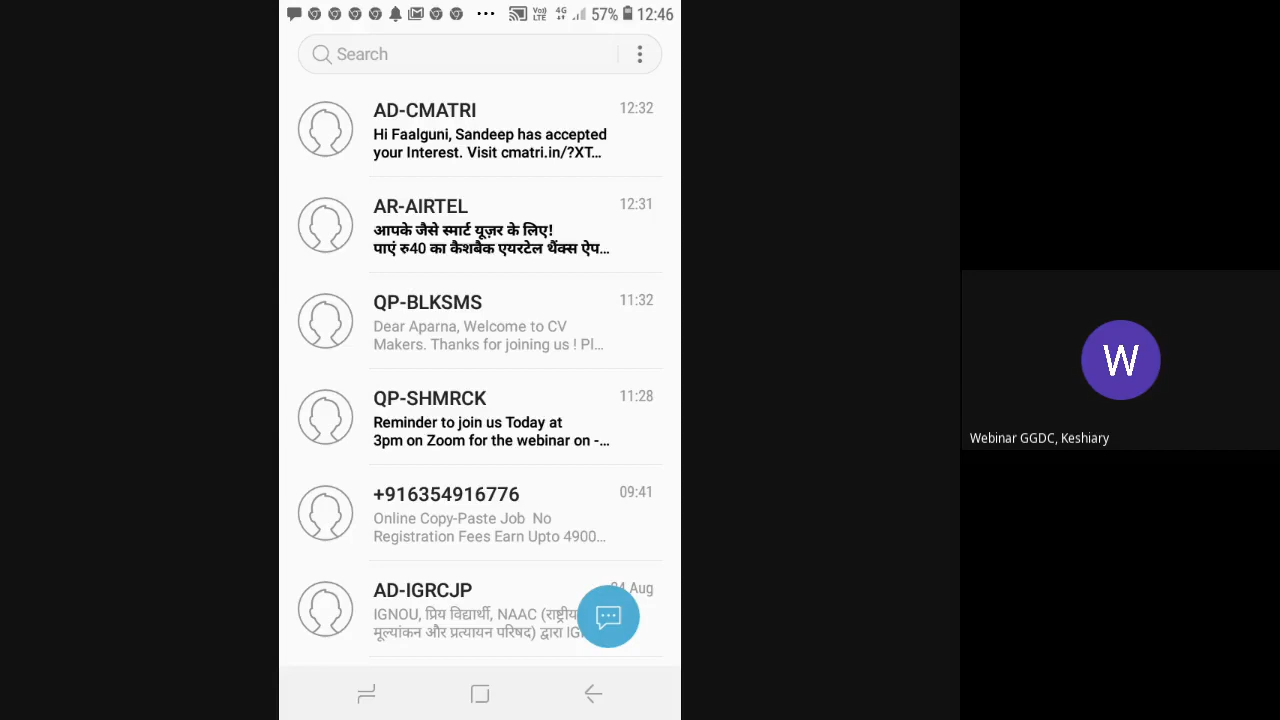 57% 12:46
Search
AD-CMATRI 12:32
Hi Faalguni, Sandeep has accepted
your Interest. Visit cmatri.in/?XT...
AR-AIRTEL 12:31
आपके जैसे स्मार्ट यूज़र के लिए!
पाएं रु40 का कैशबैक एयरटेल थैंक्स ऐप...
QP-BLKSMS 11:32
Dear Aparna, Welcome to CV
Makers. Thanks for joining us ! Pl...
QP-SHMRCK 11:28
Reminder to join us Today at
3pm on Zoom for the webinar on -...
+916354916776 09:41
Online Copy-Paste Job No
Registration Fees Earn Upto 4900...
AD-IGRCJP Aug
IGNOU, प्रिय विद्यार्थी, NAAC (राष्ट्रीय
मूल्यांकन और प्रत्यायन परिषद) द्वारा
W
Webinar GGDC, Keshiary